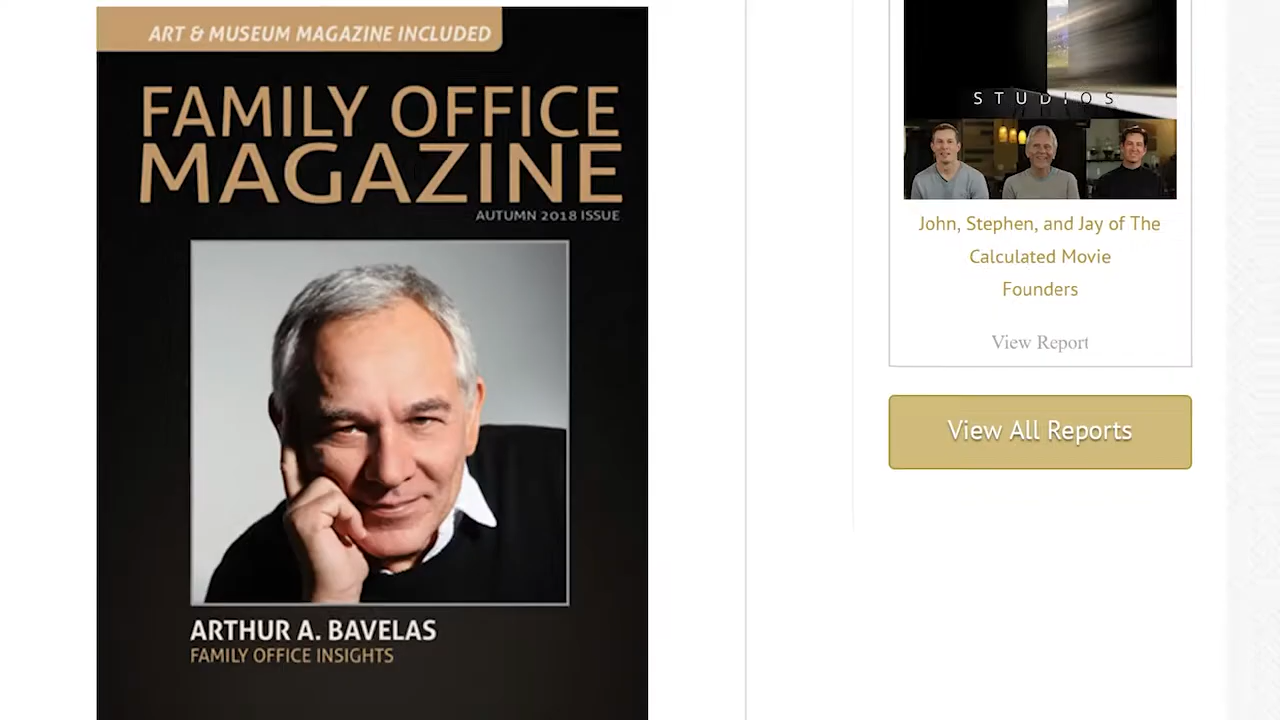 ART & MUSEUM MAGAZINE INCLUDED
FAMILY OFFICE
MAGAZINE
AUTUMN 2018 ISSUE
ARTHUR A. BAVELAS
FAMILY OFFICE INSIGHTS
STUDIOS
John, Stephen, and Jay of The
Calculated Movie
Founders
View Report
View All Reports